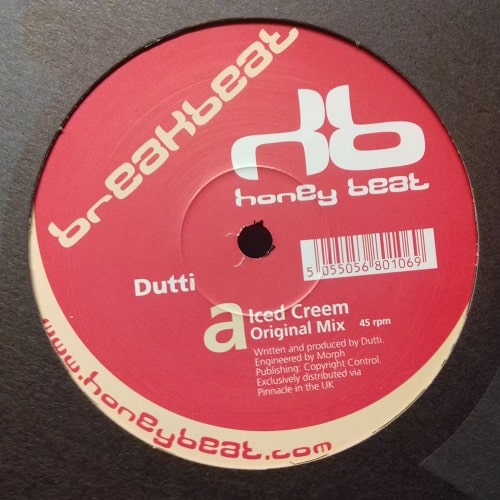 breakbeat
hb
honey beat
5 055056 801069
Dutti
a
Iced Creem
Original Mix 45 rpm
Written and produced by Dutti.
Engineered by Morph
Publishing: Copyright Control.
Exclusively distributed via
Pinnacle in the UK
www.honeybeat.com